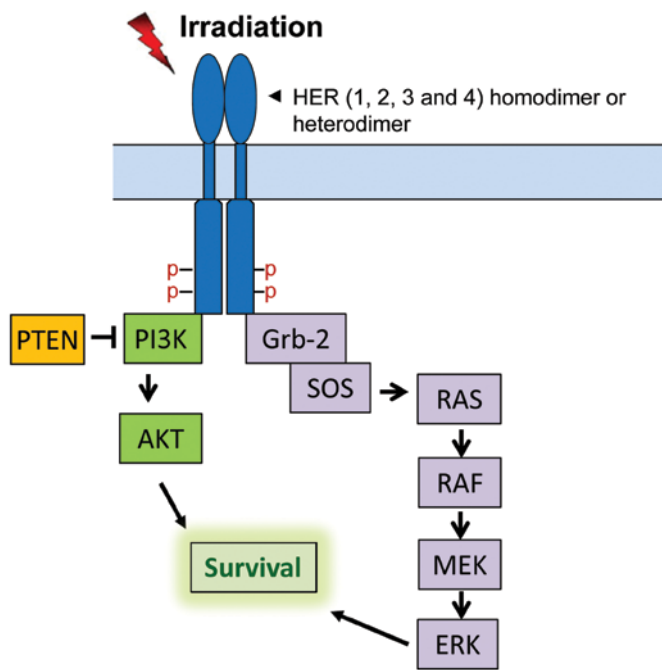 Irradiation
HER (1, 2, 3 and 4) homodimer or
heterodimer
p
p
p
p
PTEN
PI3K
Grb-2
SOS
RAS
AKT
RAF
Survival
MEK
ERK